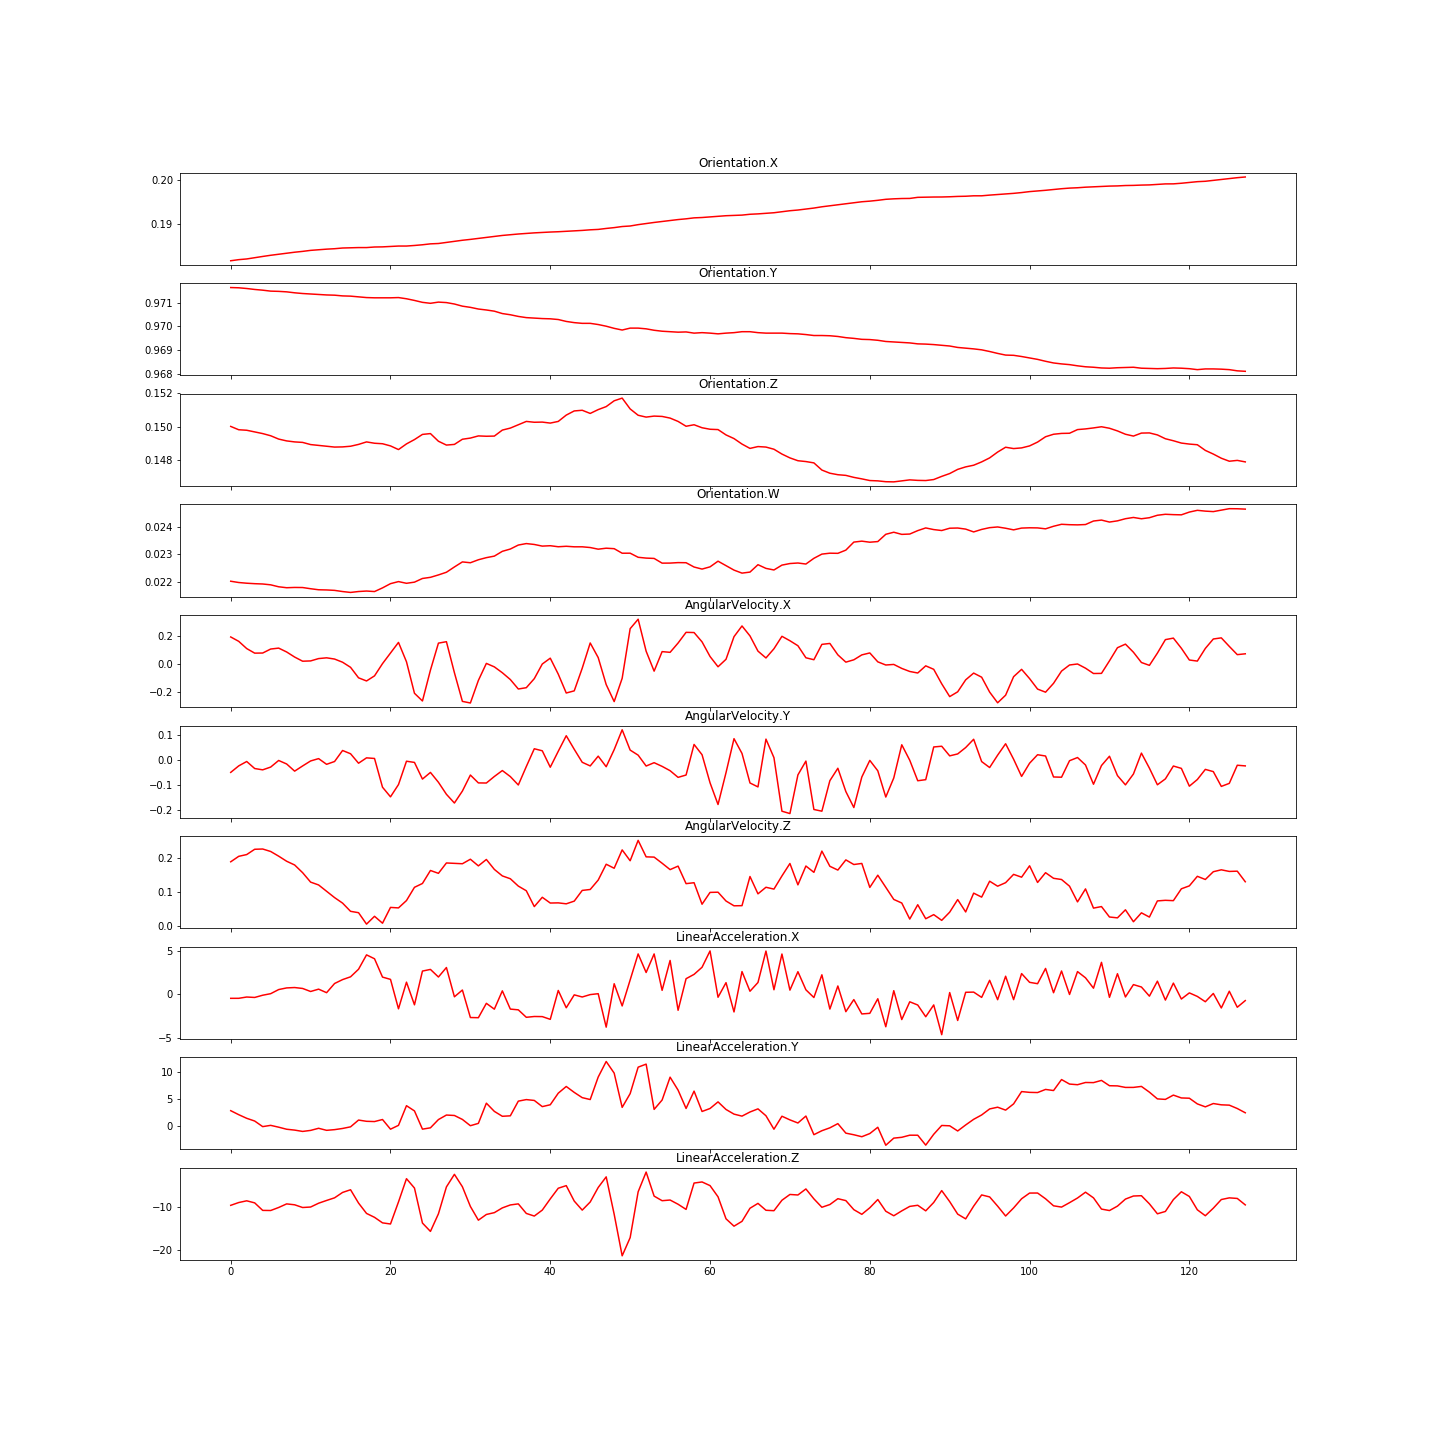 Orientation.X
0.20
0.19
Orientation.Y
0.971
0.970
0.969
0.968
Orientation.Z
0.152
0.150
0.148
Orientation.W
0.024
0.023
0.022
AngularVelocity.X
0.2
0.0
−0.2
AngularVelocity.Y
0.1
0.0
−0.1
−0.2
AngularVelocity.Z
0.2
0.1
0.0
LinearAcceleration.X
5
0
−5
LinearAcceleration.Y
10
5
0
LinearAcceleration.Z
−10
−20
0 20 40 60 80 100 120